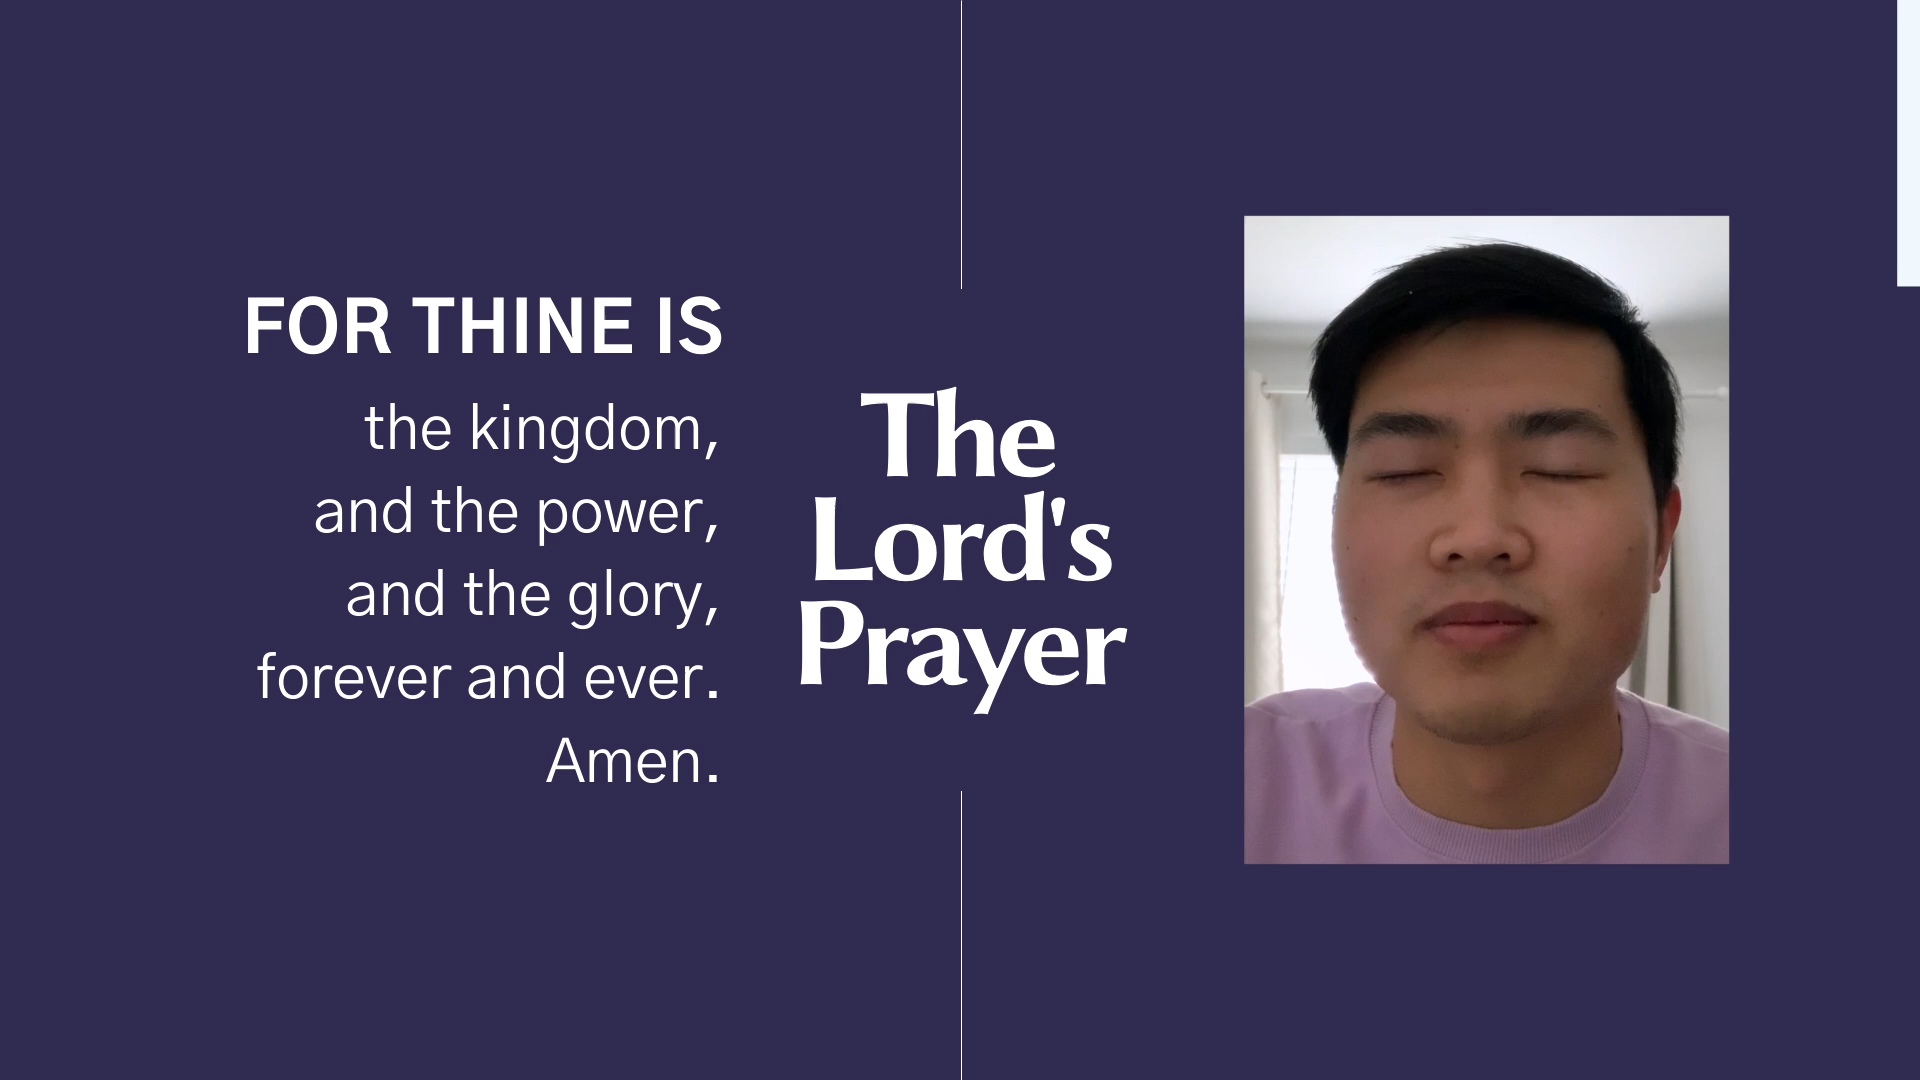 FOR THINE IS
the kingdom,
and the power,
and the glory,
forever and ever.
Amen.
The
Lord's
Prayer